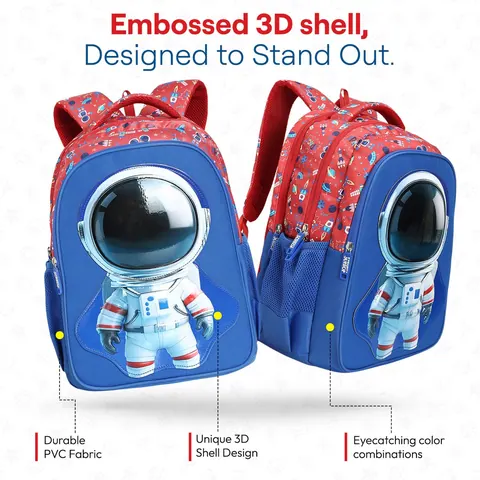 Embossed 3D shell,
Designed to Stand Out.
Durable
PVC Fabric
Unique 3D
Shell Design
Eyecatching color
combinations